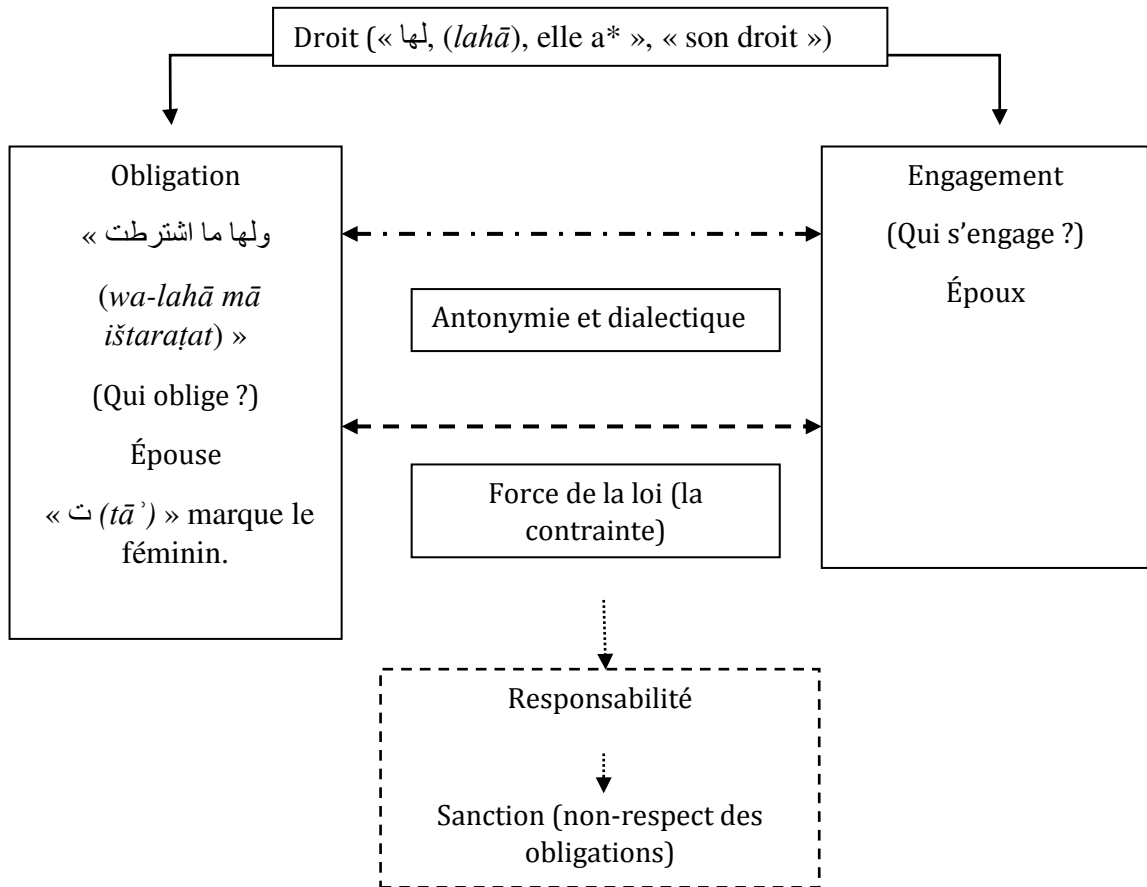 Droit (« لها, (lahā), elle a* », « son droit »)
Obligation
« ولها ما اشترطت
(wa-lahā mā
ištaraṭat) »
(Qui oblige ?)
Épouse
« ت (tāʾ) » marque le
féminin.
Antonymie et dialectique
Force de la loi (la
contrainte)
Engagement
(Qui s’engage ?)
Époux
Responsabilité
Sanction (non-respect des
obligations)